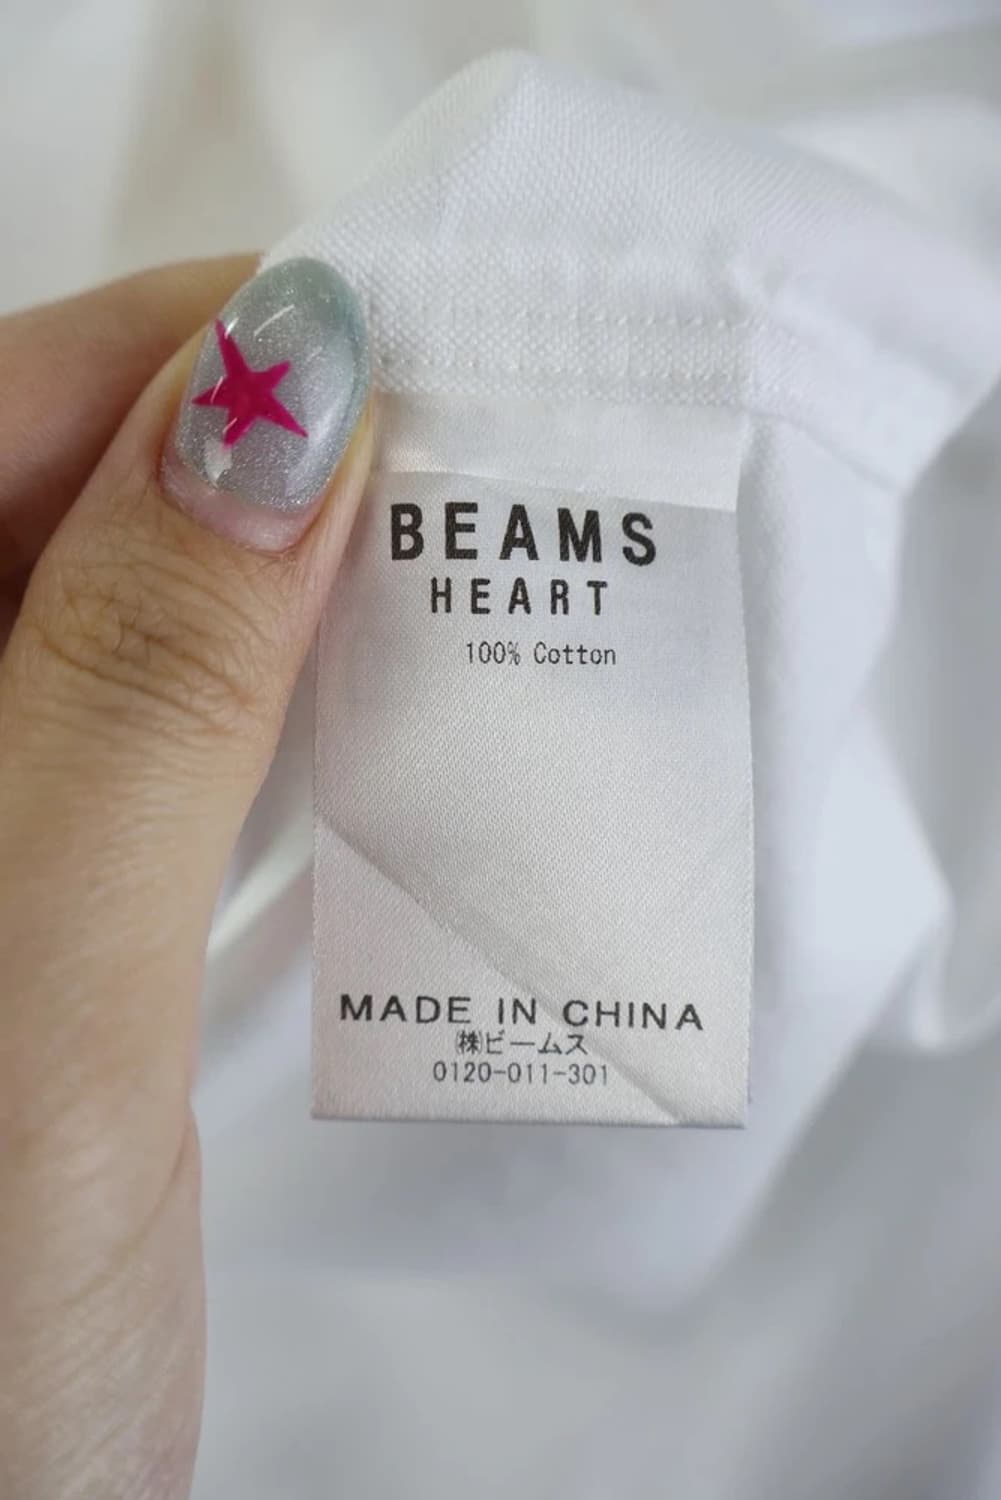 BEAMS
HEART
100% Cotton
MADE IN CHINA
㈱ビームス
0120-011-301